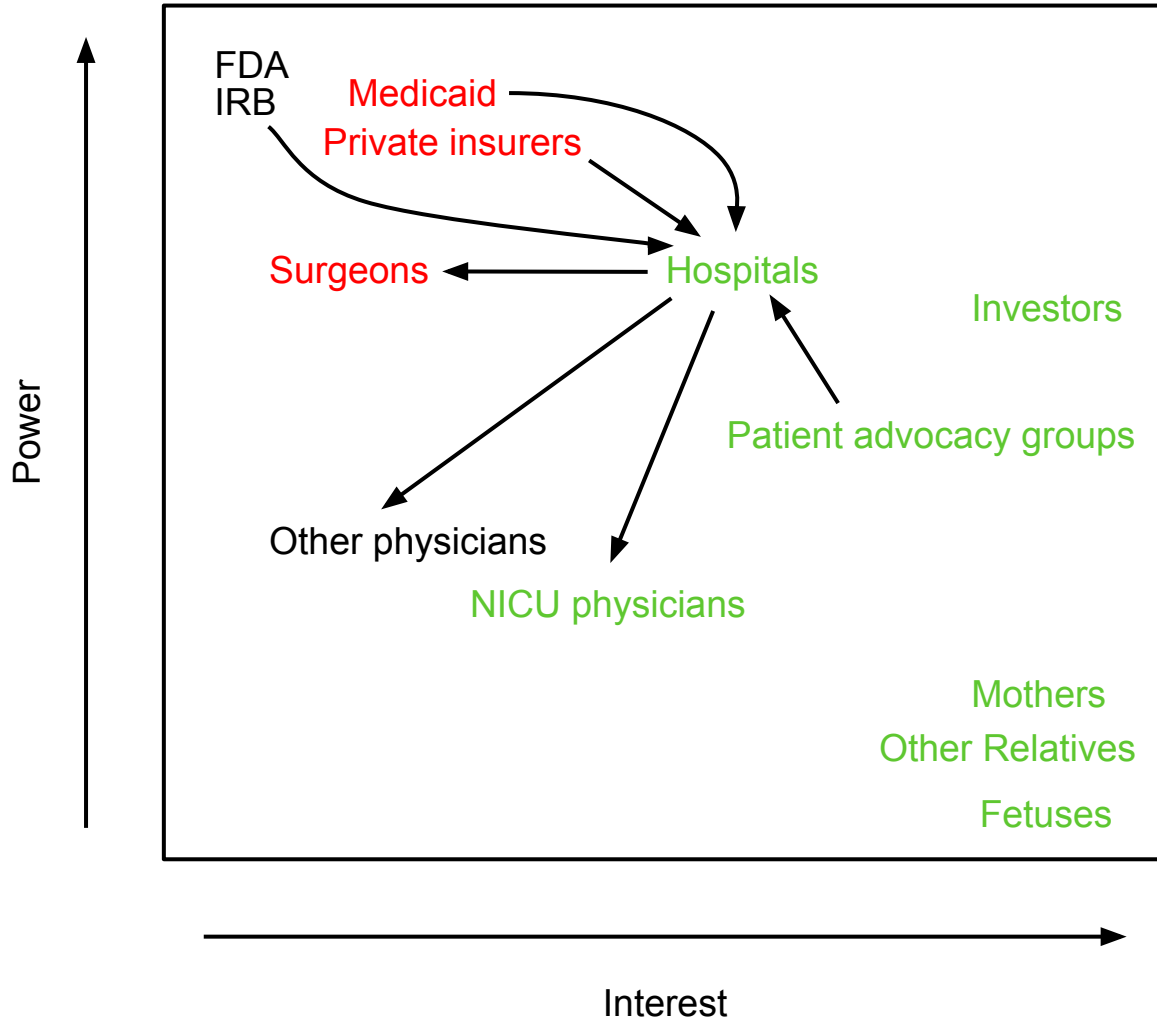 FDA
IRB
Medicaid
Private insurers
Surgeons
Hospitals
Investors
Patient advocacy groups
Other physicians
NICU physicians
Mothers
Other Relatives
Fetuses
Power
Interest